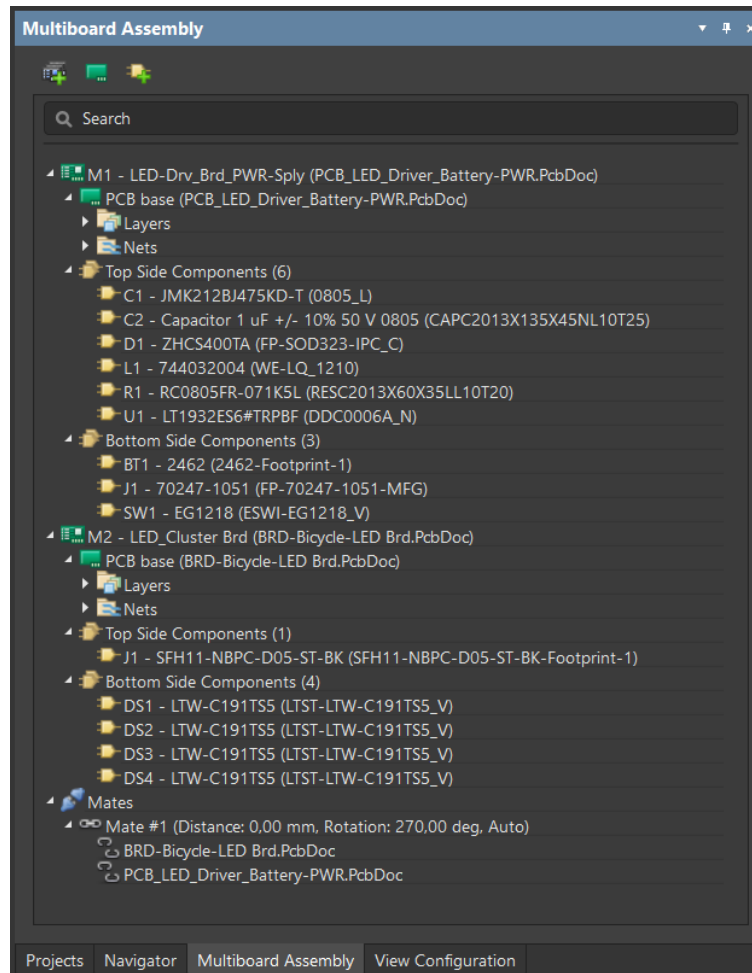 Multiboard Assembly
Search
M1 - LED-Drv_Brd_PWR-Sply (PCB_LED_Driver_Battery-PWR.PcbDoc)
PCB base (PCB_LED_Driver_Battery-PWR.PcbDoc)
Layers
Nets
Top Side Components (6)
C1 - JMK212BJ475KD-T (0805_L)
C2 - Capacitor 1 uF +/- 10% 50 V 0805 (CAPC2013X135X45NL10T25)
D1 - ZHCS400TA (FP-SOD323-IPC_C)
L1 - 744032004 (WE-LQ_1210)
R1 - RC0805FR-071K5L (RESC2013X60X35LL10T20)
U1 - LT1932ES6#TRPBF (DDC0006A_N)
Bottom Side Components (3)
BT1 - 2462 (2462-Footprint-1)
J1 - 70247-1051 (FP-70247-1051-MFG)
SW1 - EG1218 (ESWI-EG1218_V)
M2 - LED_Cluster Brd (BRD-Bicycle-LED Brd.PcbDoc)
PCB base (BRD-Bicycle-LED Brd.PcbDoc)
Layers
Nets
Top Side Components (1)
J1 - SFH11-NBPC-D05-ST-BK (SFH11-NBPC-D05-ST-BK-Footprint-1)
Bottom Side Components (4)
DS1 - LTW-C191TS5 (LTST-LTW-C191TS5_V)
DS2 - LTW-C191TS5 (LTST-LTW-C191TS5_V)
DS3 - LTW-C191TS5 (LTST-LTW-C191TS5_V)
DS4 - LTW-C191TS5 (LTST-LTW-C191TS5_V)
Mates
Mate #1 (Distance: 0,00 mm, Rotation: 270,00 deg, Auto)
BRD-Bicycle-LED Brd.PcbDoc
PCB_LED_Driver_Battery-PWR.PcbDoc
Projects Navigator Multiboard Assembly View Configuration